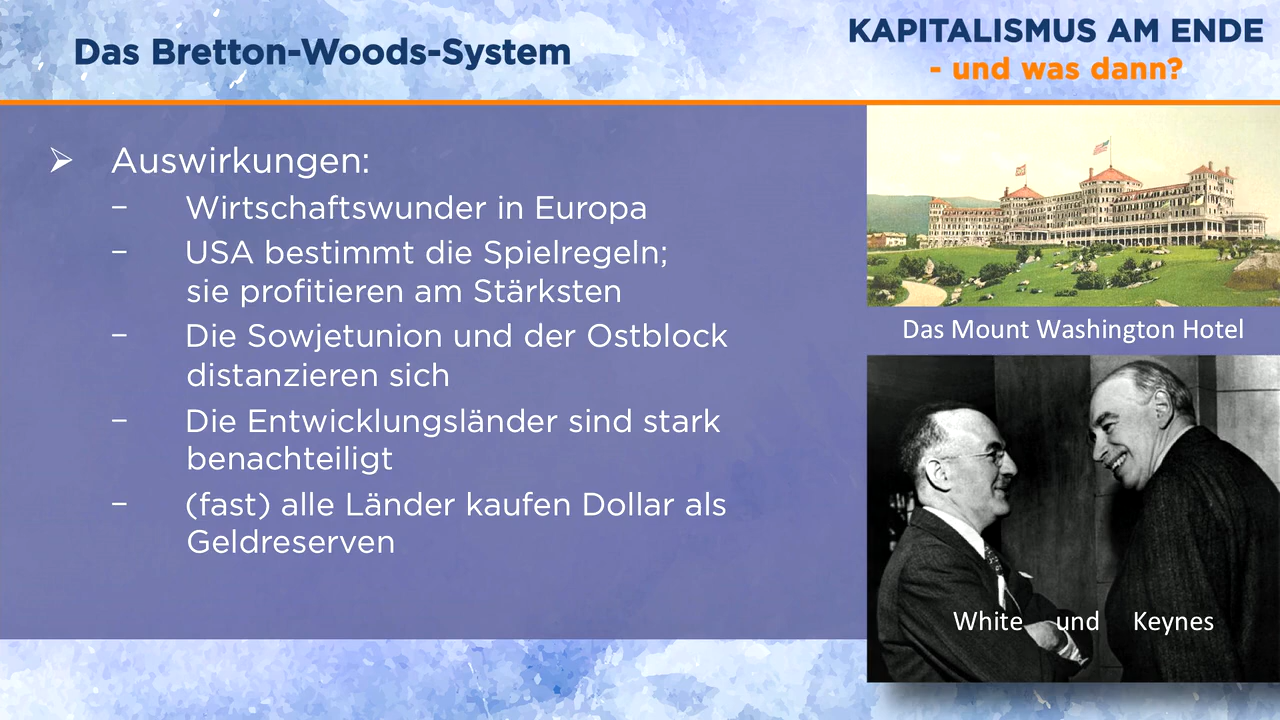 Das Bretton-Woods-System
KAPITALISMUS AM ENDE
- und was dann?
➢ Auswirkungen:
– Wirtschaftswunder in Europa
– USA bestimmt die Spielregeln;
sie profitieren am Stärksten
– Die Sowjetunion und der Ostblock
distanzieren sich
– Die Entwicklungsländer sind stark
benachteiligt
– (fast) alle Länder kaufen Dollar als
Geldreserven
Das Mount Washington Hotel
White und Keynes